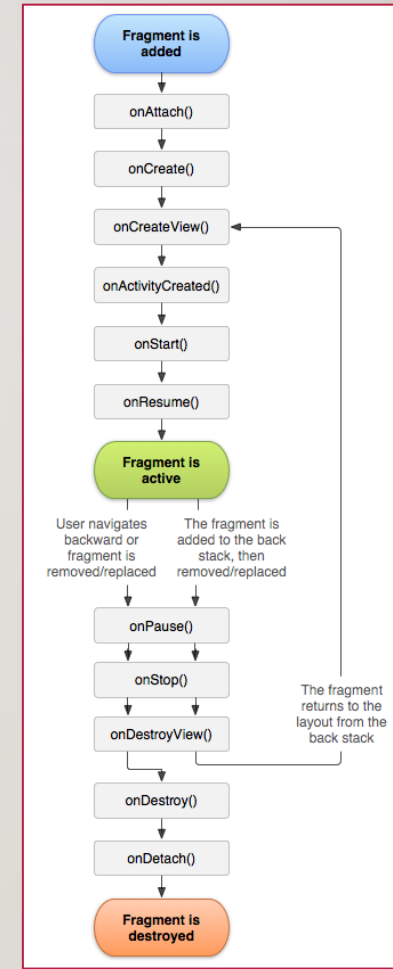 Fragment is
added
onAttach()
onCreate()
onCreateView()
onActivityCreated()
onStart()
onResume()
Fragment is
active
User navigates
backward or
fragment is
removed/replaced
The fragment is
added to the back
stack, then
removed/replaced
onPause()
onStop()
onDestroyView()
The fragment
returns to the
layout from the
back stack
onDestroy()
onDetach()
Fragment is
destroyed